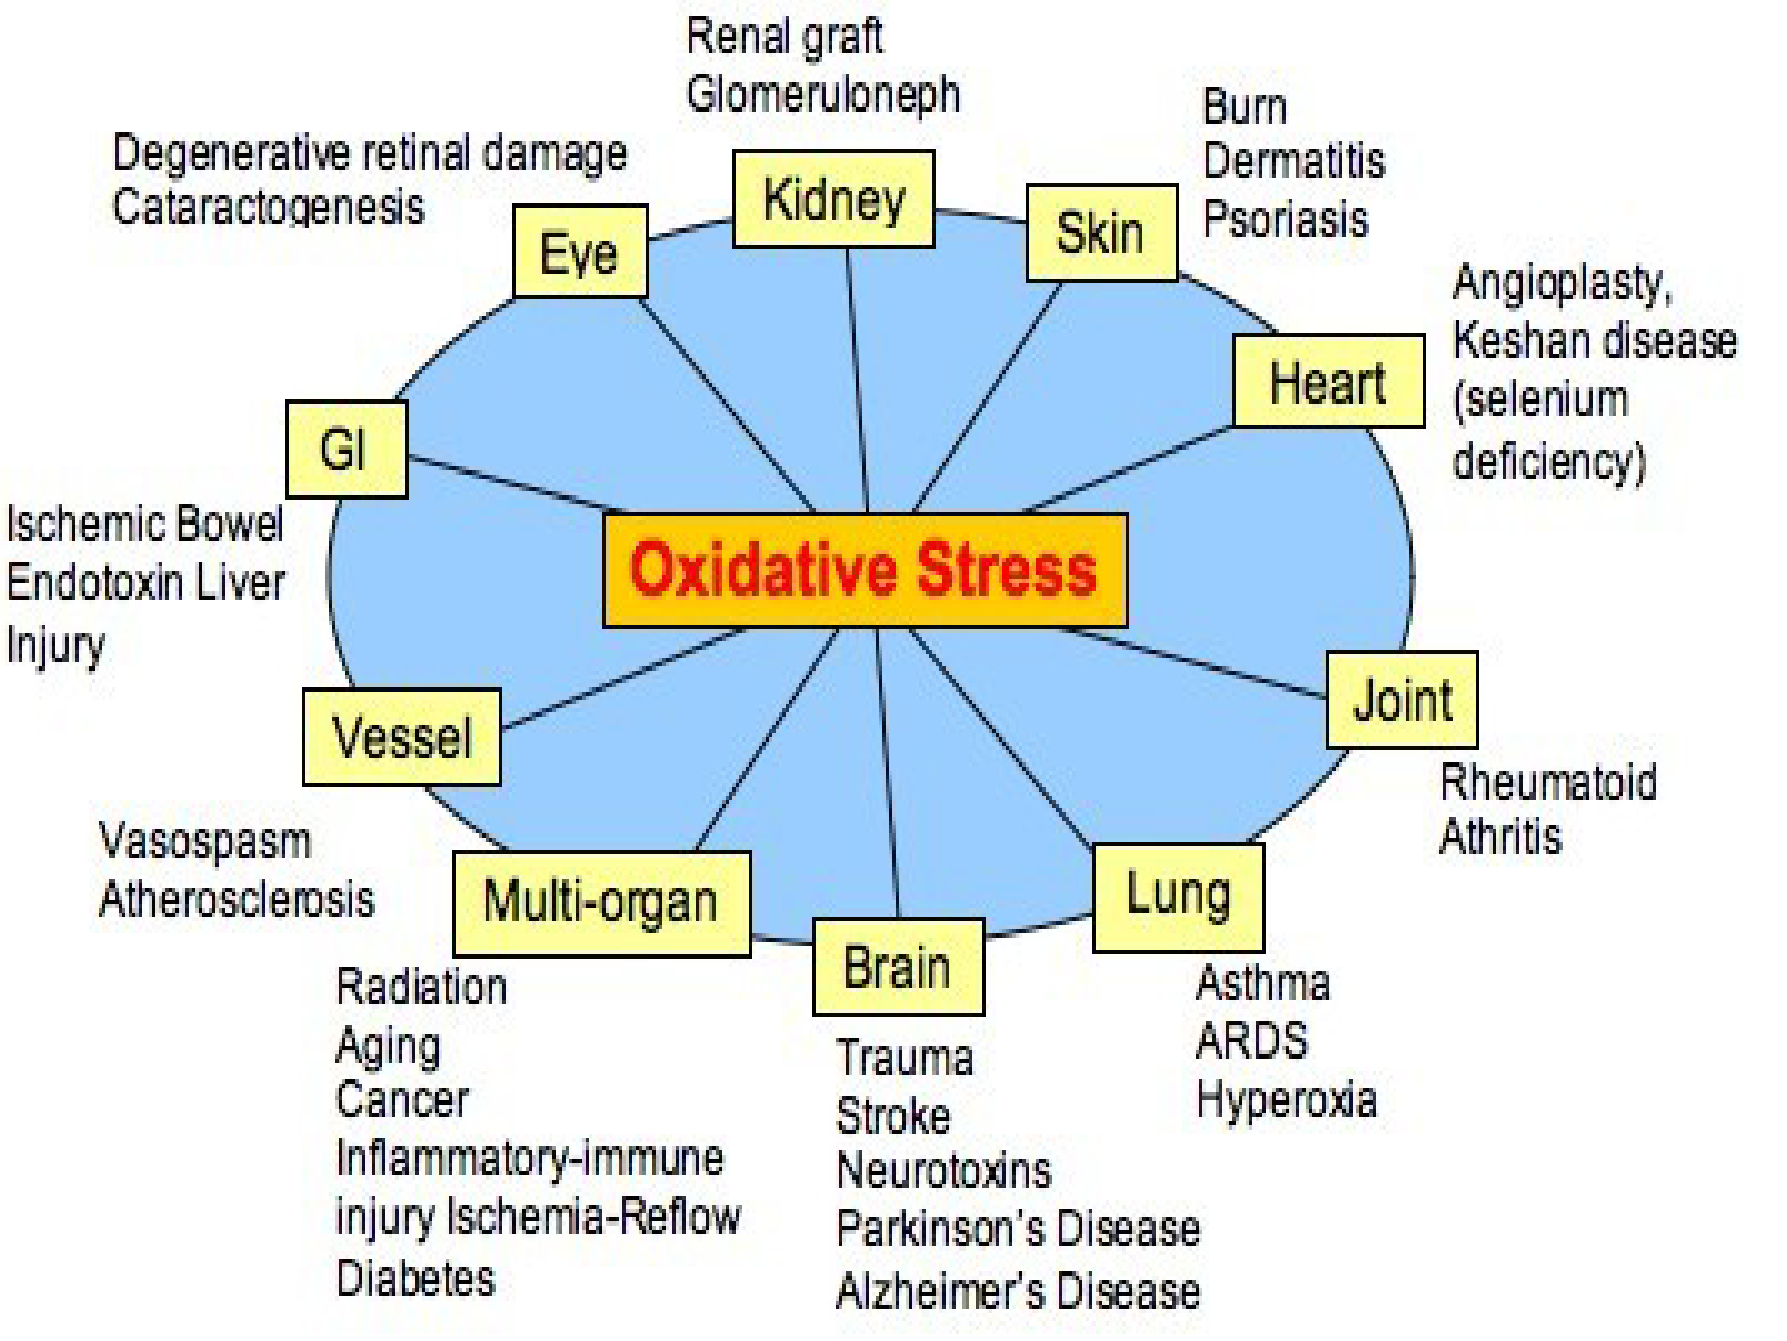 Renal graft
Glomeruloneph
Kidney
Burn
Dermatitis
Psoriasis
Skin
Degenerative retinal damage
Cataractogenesis
Eye
Angioplasty,
Keshan disease
(selenium
deficiency)
Heart
GI
Ischemic Bowel
Endotoxin Liver
Injury
Oxidative Stress
Joint
Rheumatoid
Athritis
Vessel
Vasospasm
Atherosclerosis
Multi-organ
Radiation
Aging
Cancer
Inflammatory-immune
injury Ischemia-Reflow
Diabetes
Brain
Trauma
Stroke
Neurotoxins
Parkinson's Disease
Alzheimer's Disease
Lung
Asthma
ARDS
Hyperoxia